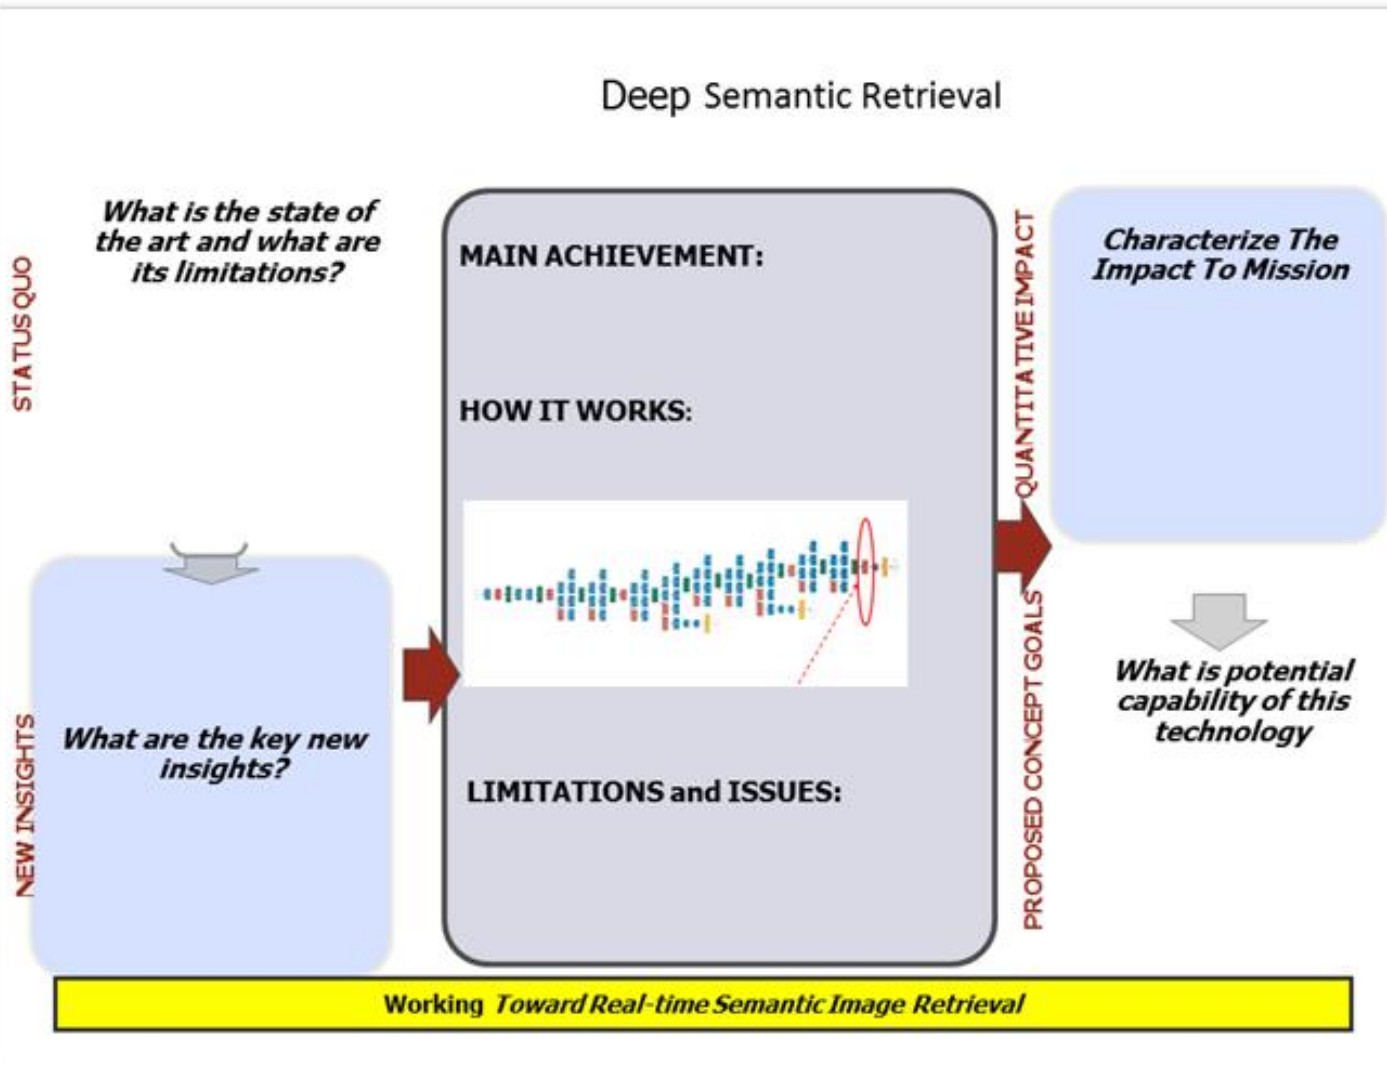 Deep Semantic Retrieval
STATUS QUO
What is the state of
the art and what are
its limitations?
NEW INSIGHTS
What are the key new
insights?
MAIN ACHIEVEMENT:
HOW IT WORKS:
LIMITATIONS and ISSUES:
QUANTITATIVE IMPACT
Characterize The
Impact To Mission
PROPOSED CONCEPT GOALS
What is potential
capability of this
technology
Working Toward Real-time Semantic Image Retrieval